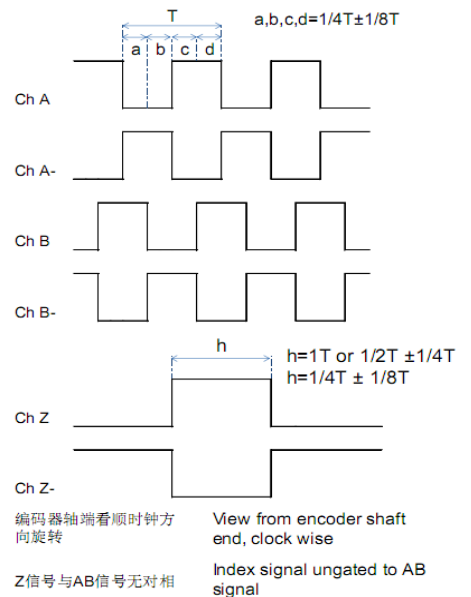 T
a,b,c,d=1/4T±1/8T
a b c d
Ch A
Ch A-
Ch B
Ch B-
h
h=1T or 1/2T ±1/4T
h=1/4T ± 1/8T
Ch Z
Ch Z-
编码器轴端看顺时钟方
向旋转
View from encoder shaft
end, clock wise
Z信号与AB信号无对相
Index signal ungated to AB
signal